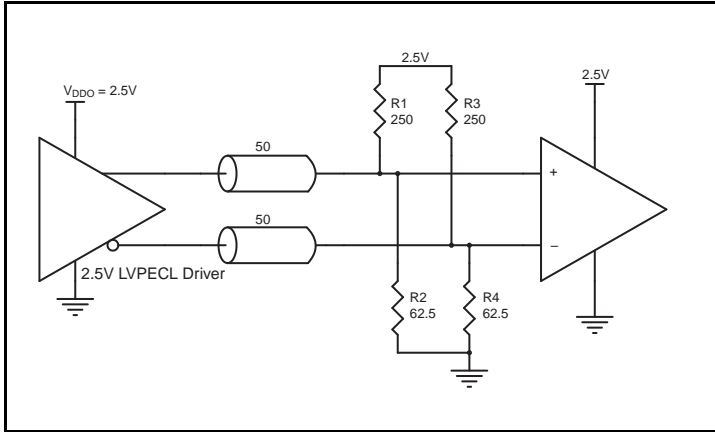 2.5V
2.5V
V_DDO = 2.5V
R1
250
R3
250
50
+
50
–
2.5V LVPECL Driver
R2
62.5
R4
62.5